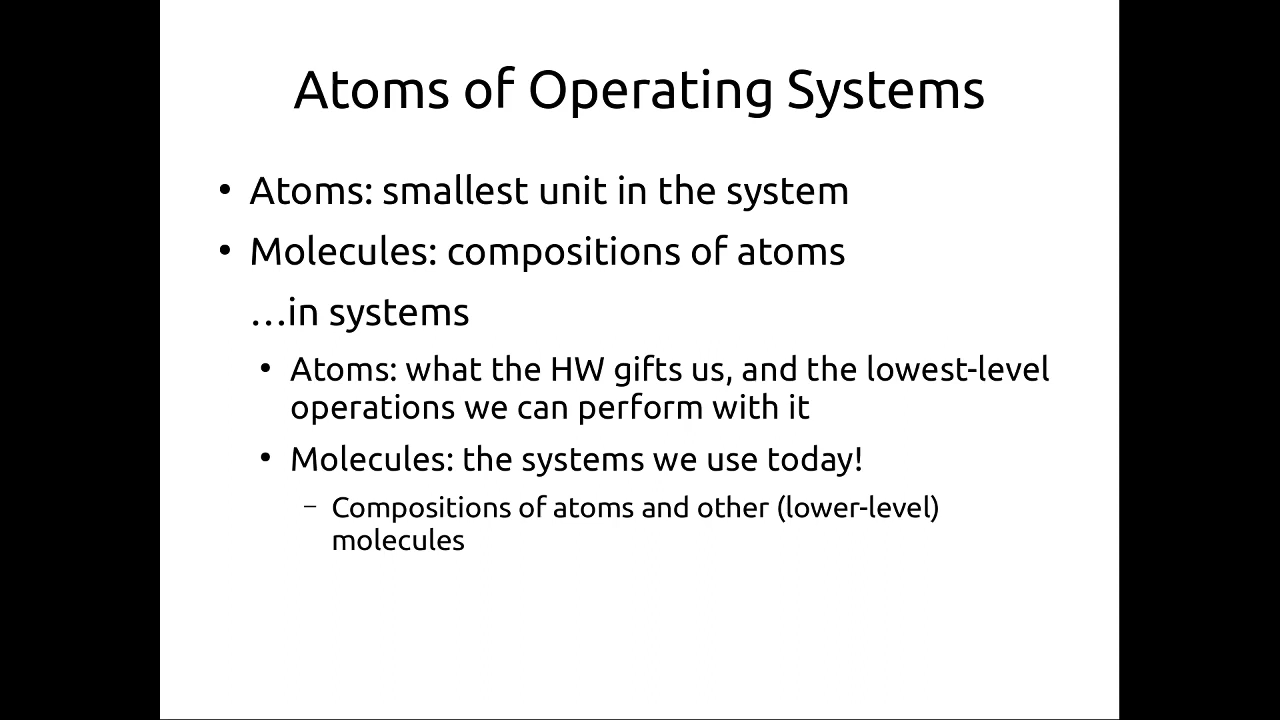 Atoms of Operating Systems
• Atoms: smallest unit in the system
• Molecules: compositions of atoms
…in systems
• Atoms: what the HW gifts us, and the lowest-level
operations we can perform with it
• Molecules: the systems we use today!
– Compositions of atoms and other (lower-level)
molecules